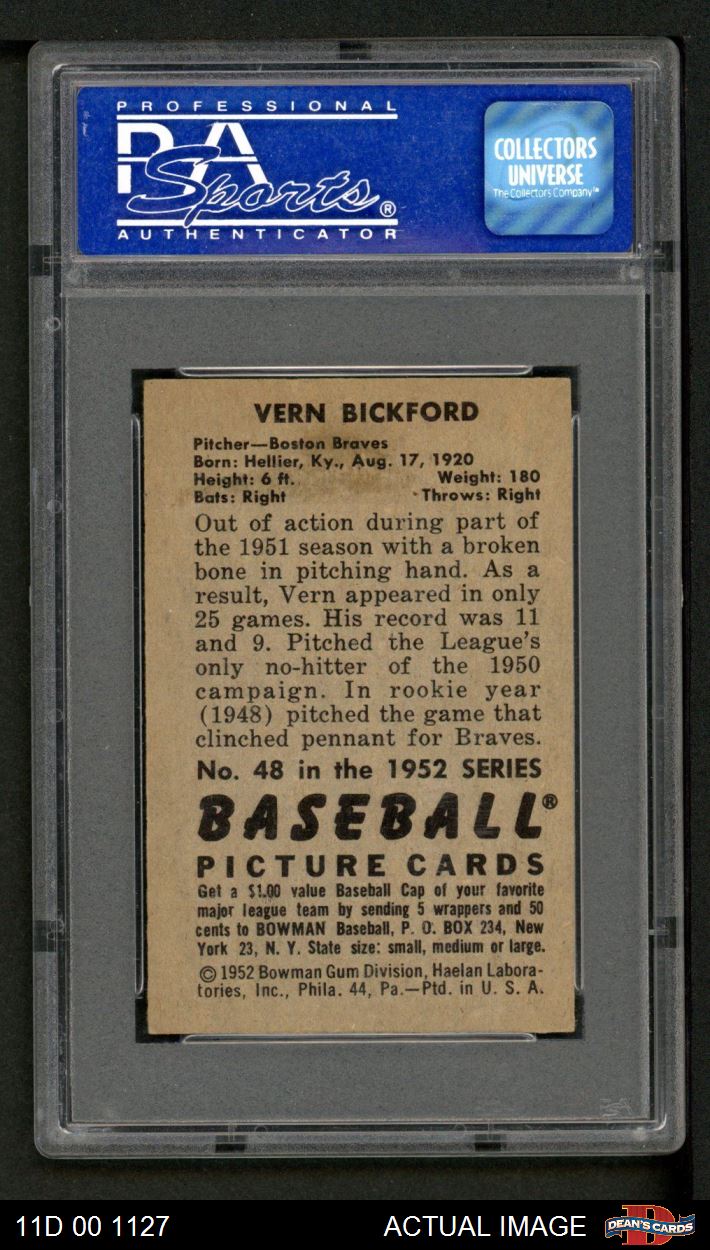 PROFESSIONAL
PSA
Sports®
AUTHENTICATOR
COLLECTORS
UNIVERSE
The Collectors Company™
VERN BICKFORD
Pitcher—Boston Braves
Born: Hellier, Ky., Aug. 17, 1920
Height: 6 ft. Weight: 180
Bats: Right Throws: Right
Out of action during part of
the 1951 season with a broken
bone in pitching hand. As a
result, Vern appeared in only
25 games. His record was 11
and 9. Pitched the League's
only no-hitter of the 1950
campaign. In rookie year
(1948) pitched the game that
clinched pennant for Braves.
No. 48 in the 1952 SERIES
BASEBALL®
PICTURE CARDS
Get a $1.00 value Baseball Cap of your favorite
major league team by sending 5 wrappers and 50
cents to BOWMAN Baseball, P. O. BOX 234, New
York 23, N. Y. State size: small, medium or large.
© 1952 Bowman Gum Division, Haelan Labora-
tories, Inc., Phila. 44, Pa.—Ptd. in U. S. A.
11D 00 1127 ACTUAL IMAGE DEAN'S CARDS